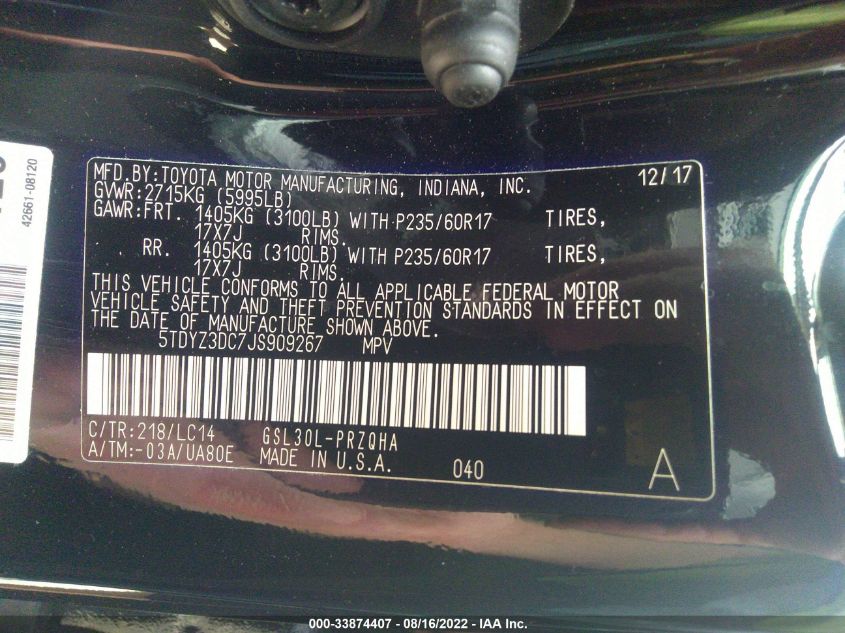 42661-08120
MFD.BY:TOYOTA MOTOR MANUFACTURING, INDIANA, INC. 12/17
GVWR:2715KG (5995LB)
GAWR:FRT. 1405KG (3100LB) WITH P235/60R17 TIRES,
17X7J RIMS.
RR. 1405KG (3100LB) WITH P235/60R17 TIRES,
17X7J RIMS.
THIS VEHICLE CONFORMS TO ALL APPLICABLE FEDERAL MOTOR
VEHICLE SAFETY AND THEFT PREVENTION STANDARDS IN EFFECT ON
THE DATE OF MANUFACTURE SHOWN ABOVE.
5TDYZ3DC7JS909267 MPV
C/TR:218/LC14 GSL30L-PRZQHA
A/TM:-03A/UA80E MADE IN U.S.A. 040 A
000-33874407 - 08/16/2022 - IAA Inc.